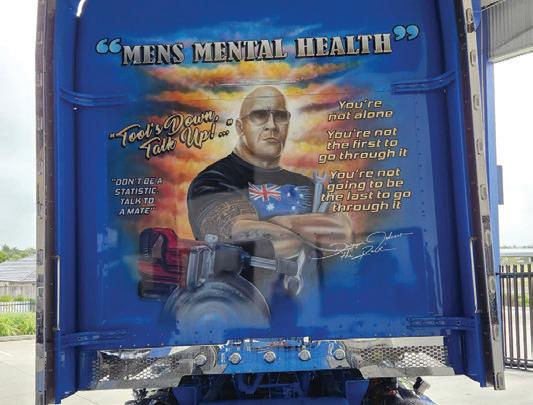 “MENS MENTAL HEALTH”
"Tool's Down,
Talk Up!..."
"DON'T BE A
STATISTIC,
TALK TO
A MATE"
You're
not alone
You're not
the first to
go through it
You're not
going to be
the last to go
through it